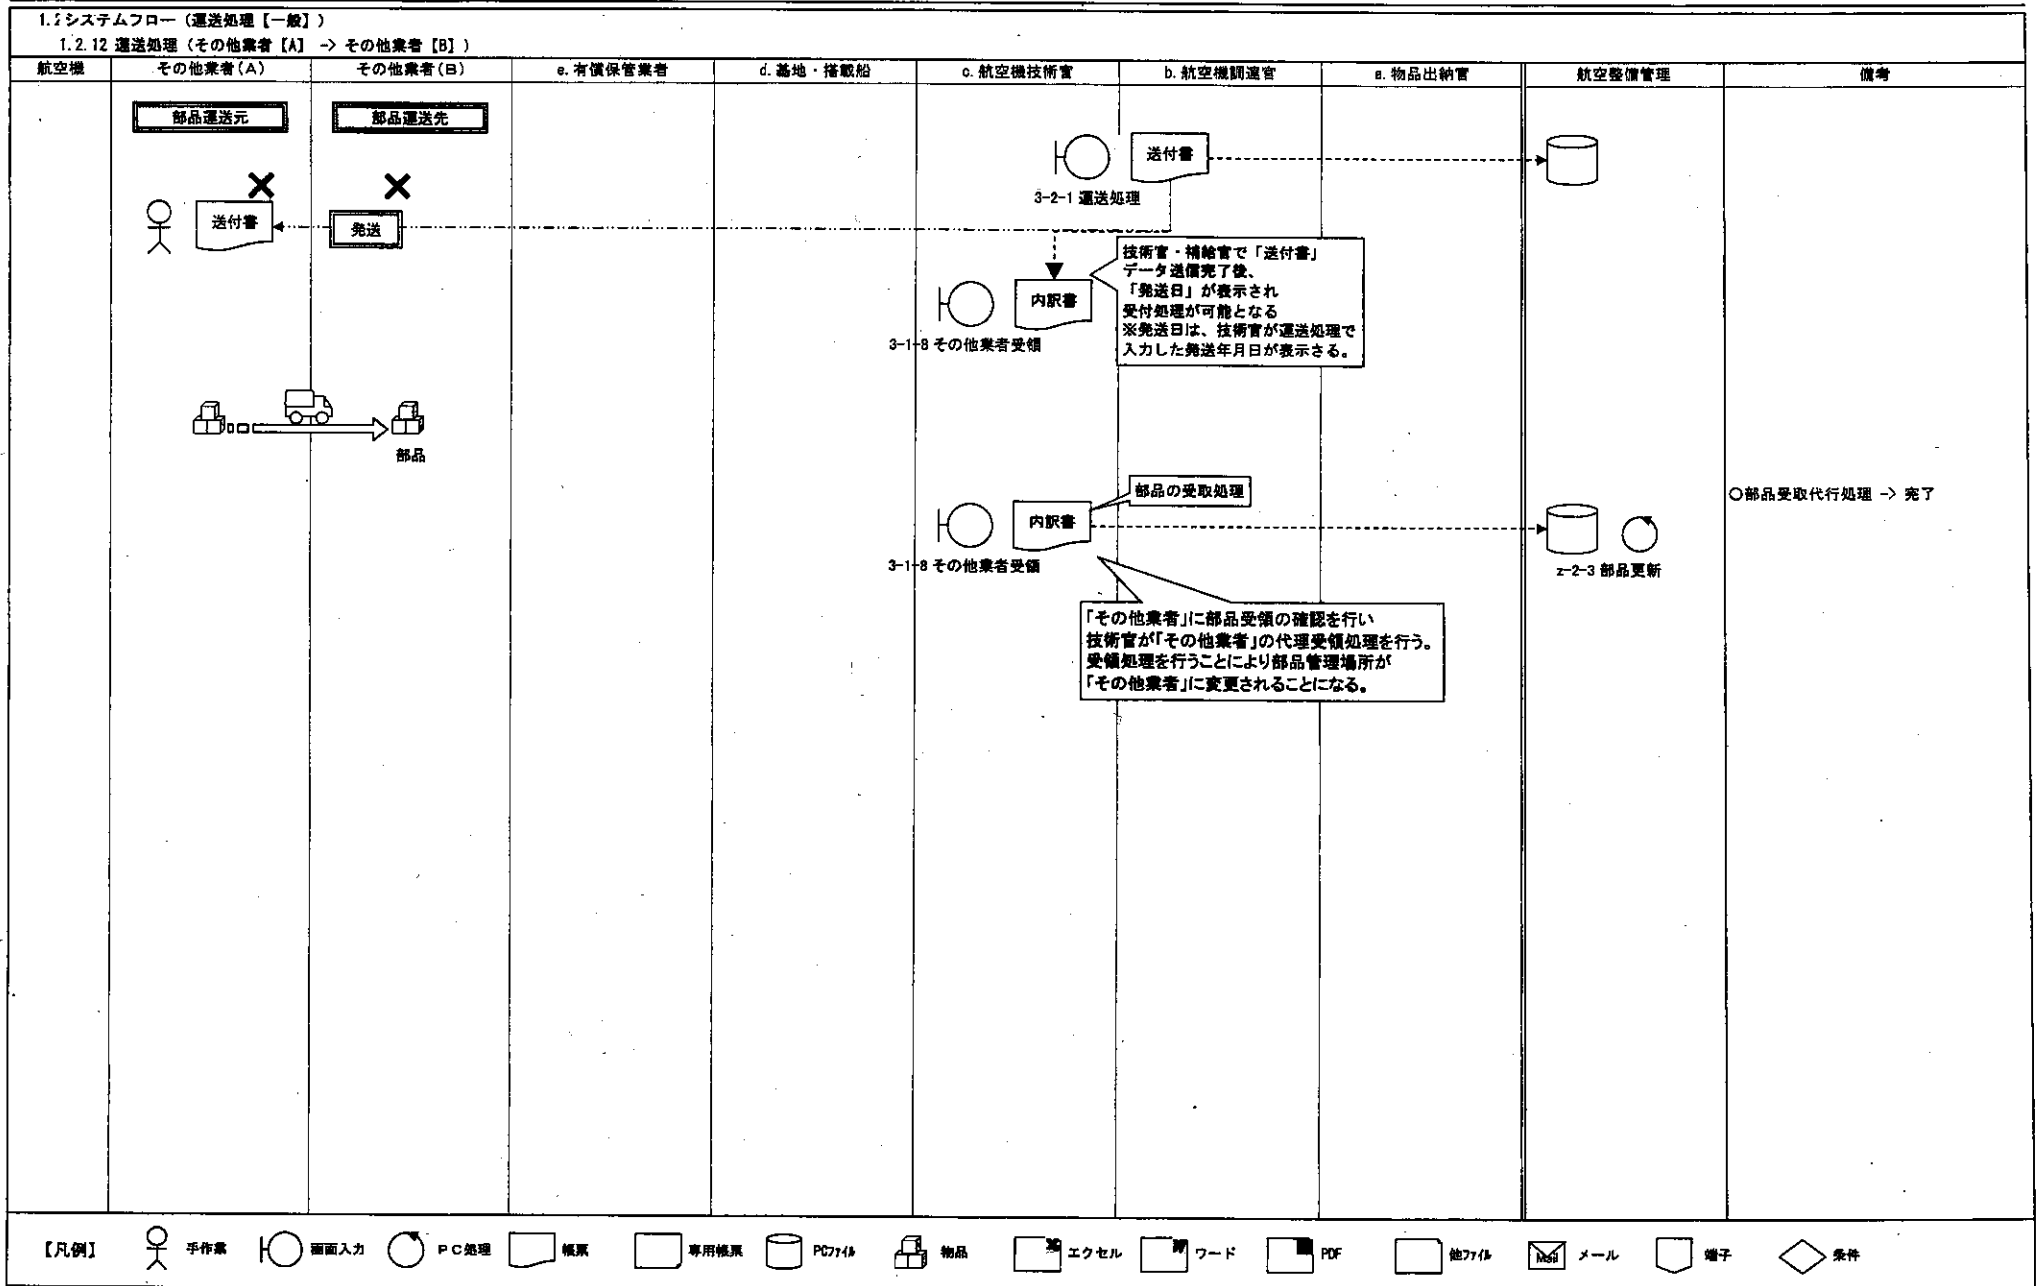 1.2システムフロー（運送処理【一般】）
1.2.12 運送処理（その他業者【A】 -> その他業者【B】）
航空機
その他業者(A)
その他業者(B)
e.有償保管業者
d.基地・搭載船
c.航空機技術官
b.航空機調達官
a.物品出納官
航空整備管理
備考
部品運送元
部品運送先
送付書
3-2-1 運送処理
送付書
発送
技術官・補給官で「送付書」
データ送信完了後、
「発送日」が表示され
受付処理が可能となる
※発送日は、技術官が運送処理で
入力した発送年月日が表示さる。
内訳書
3-1-8 その他業者受領
部品
部品の受取処理
○部品受取代行処理 -> 完了
内訳書
3-1-8 その他業者受領
z-2-3 部品更新
「その他業者」に部品受領の確認を行い
技術官が「その他業者」の代理受領処理を行う。
受領処理を行うことにより部品管理場所が
「その他業者」に変更されることになる。
【凡例】
手作業
画面入力
ＰＣ処理
帳票
専用帳票
PCﾌｧｲﾙ
物品
エクセル
ワード
PDF
他ﾌｧｲﾙ
Mail
メール
端子
条件